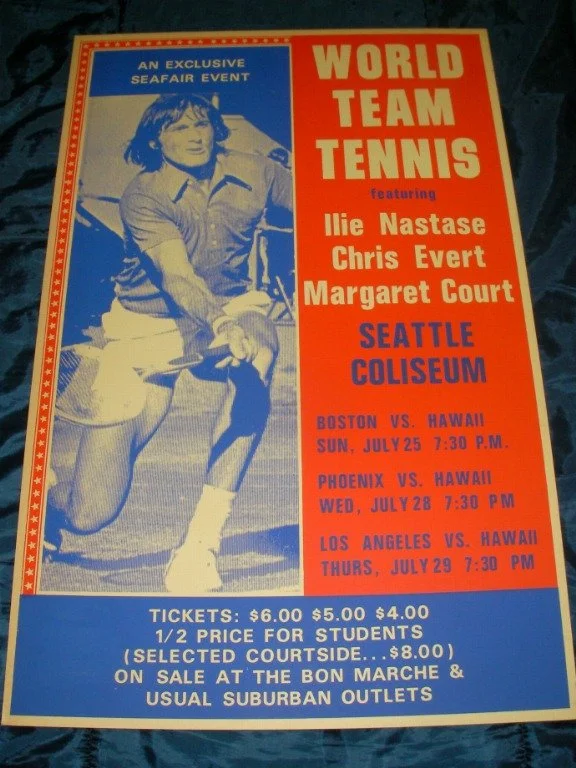 AN EXCLUSIVE
SEAFAIR EVENT
WORLD
TEAM
TENNIS
featuring
Ilie Nastase
Chris Evert
Margaret Court
SEATTLE
COLISEUM
BOSTON VS. HAWAII
SUN, JULY 25 7:30 P.M.
PHOENIX VS. HAWAII
WED, JULY 28 7:30 PM
LOS ANGELES VS. HAWAII
THURS, JULY 29 7:30 PM
TICKETS: $6.00 $5.00 $4.00
1/2 PRICE FOR STUDENTS
(SELECTED COURTSIDE...$8.00)
ON SALE AT THE BON MARCHE &
USUAL SUBURBAN OUTLETS